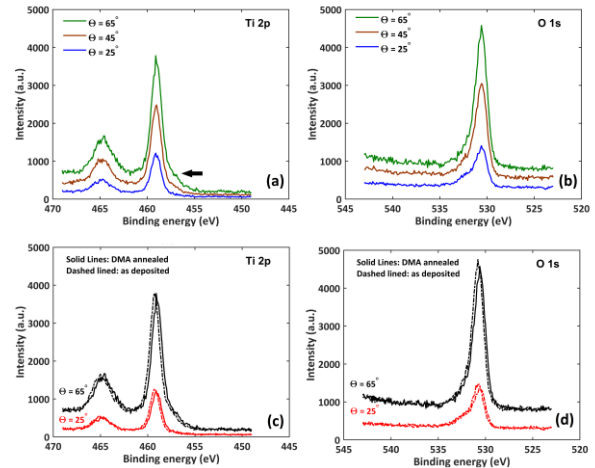 Θ = 65°
Θ = 45°
Θ = 25°
Ti 2p
(a)
5000
4000
3000
2000
1000
0
470
465
460
455
450
445
Intensity (a.u.)
Binding energy (eV)
Θ = 65°
Θ = 45°
Θ = 25°
O 1s
(b)
5000
4000
3000
2000
1000
0
545
540
535
530
525
520
Intensity (a.u.)
Binding energy (eV)
Solid Lines: DMA annealed
Dashed lined: as deposited
Ti 2p
Θ = 65°
Θ = 25°
(c)
5000
4000
3000
2000
1000
0
470
465
460
455
450
445
Intensity (a.u.)
Binding energy (eV)
Solid Lines: DMA annealed
Dashed lined: as deposited
O 1s
Θ = 65°
Θ = 25°
(d)
5000
4000
3000
2000
1000
0
545
540
535
530
525
520
Intensity (a.u.)
Binding energy (eV)